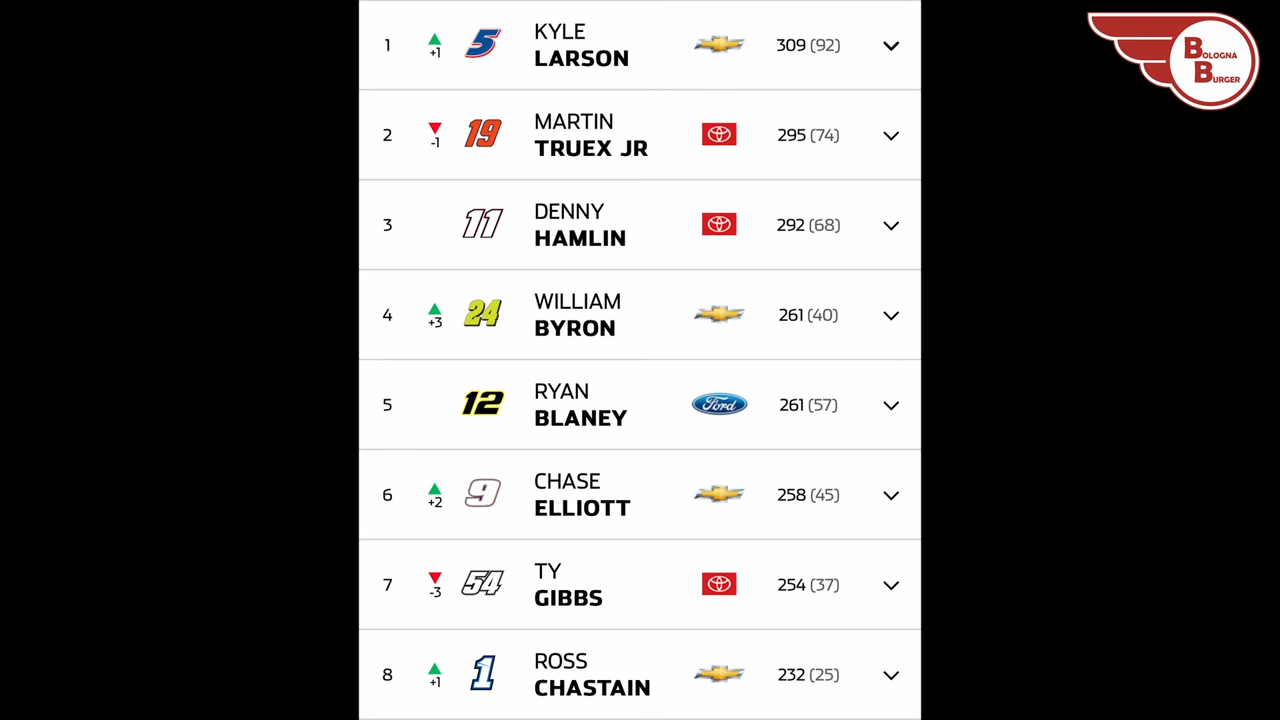 1 +1 5 KYLE LARSON 309 (92)
2 -1 19 MARTIN TRUEX JR 295 (74)
3 11 DENNY HAMLIN 292 (68)
4 +3 24 WILLIAM BYRON 261 (40)
5 12 RYAN BLANEY Ford 261 (57)
6 +2 9 CHASE ELLIOTT 258 (45)
7 -3 54 TY GIBBS 254 (37)
8 +1 1 ROSS CHASTAIN 232 (25)
BOLOGNA
BURGER